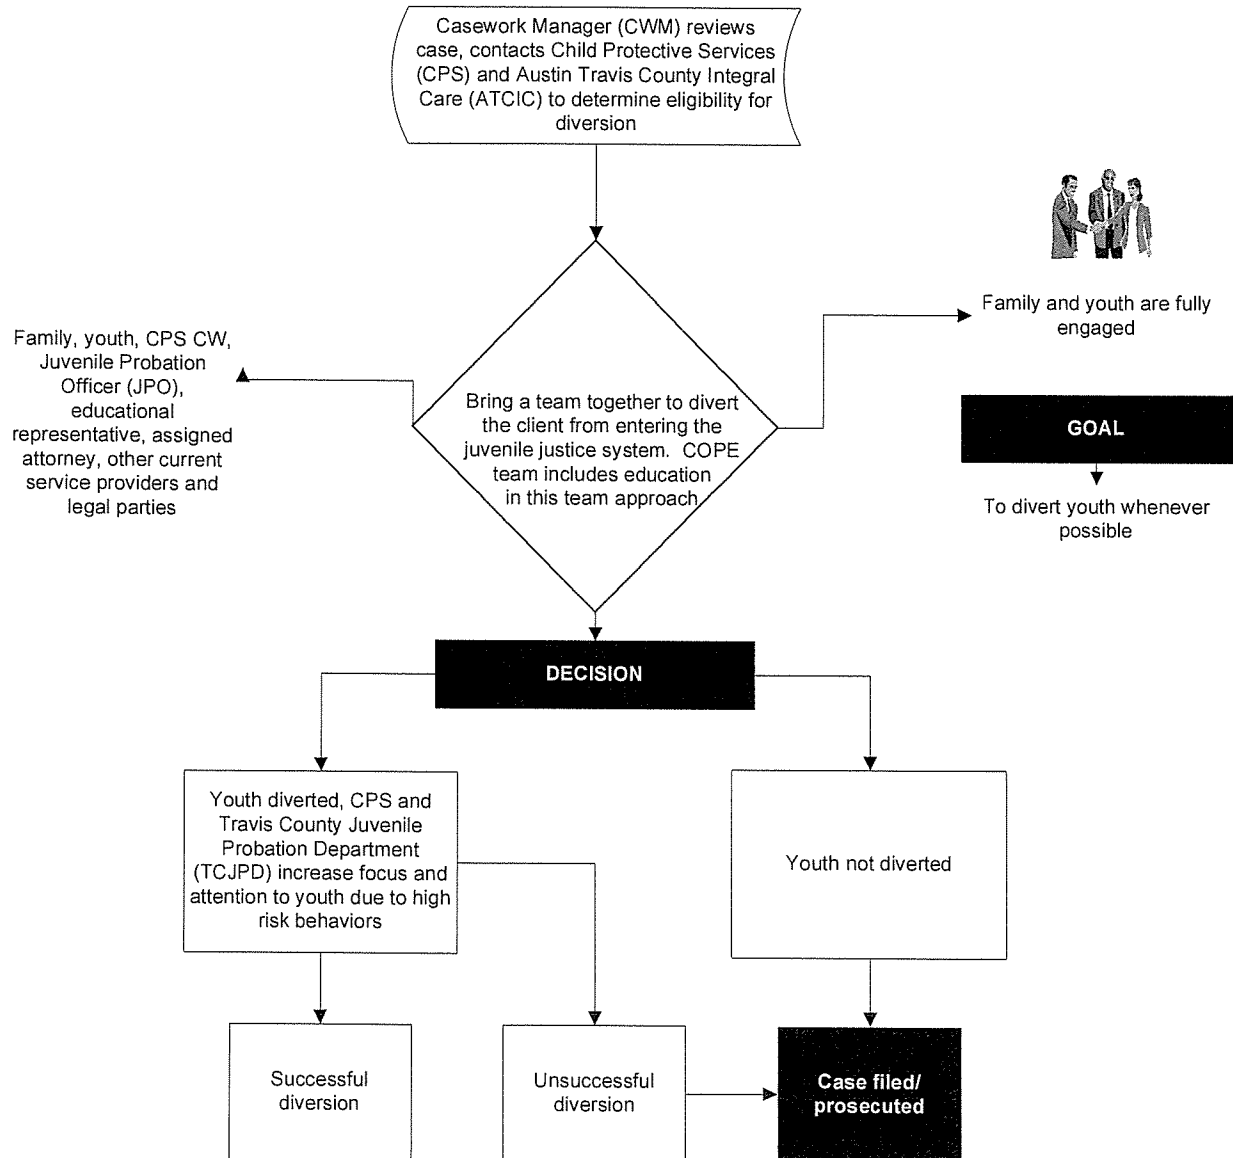 Casework Manager (CWM) reviews
case, contacts Child Protective Services
(CPS) and Austin Travis County Integral
Care (ATCIC) to determine eligibility for
diversion
Family, youth, CPS CW,
Juvenile Probation
Officer (JPO),
educational
representative, assigned
attorney, other current
service providers and
legal parties
Bring a team together to divert
the client from entering the
juvenile justice system.  COPE
team includes education
in this team approach
Family and youth are fully
engaged
GOAL
To divert youth whenever
possible
DECISION
Youth diverted, CPS and
Travis County Juvenile
Probation Department
(TCJPD) increase focus and
attention to youth due to high
risk behaviors
Youth not diverted
Successful
diversion
Unsuccessful
diversion
Case filed/
prosecuted